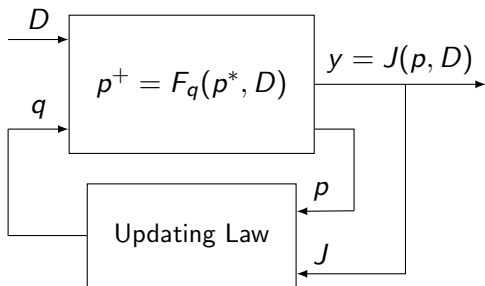 D
y = J(p, D)
p⁺ = F_q(p*, D)
q
p
Updating Law
J